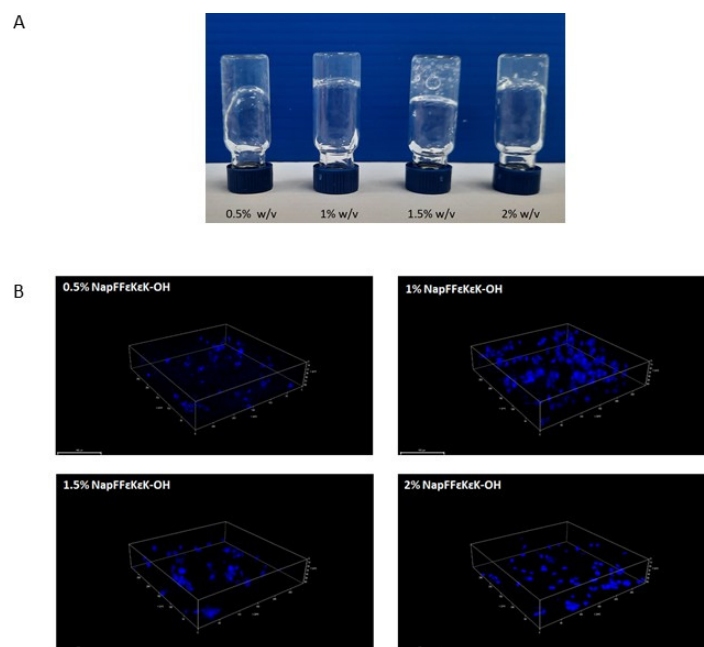 A
0.5% w/v
1% w/v
1.5% w/v
2% w/v
B
0.5% NapFFεKεK-OH
1% NapFFεKεK-OH
1.5% NapFFεKεK-OH
2% NapFFεKεK-OH